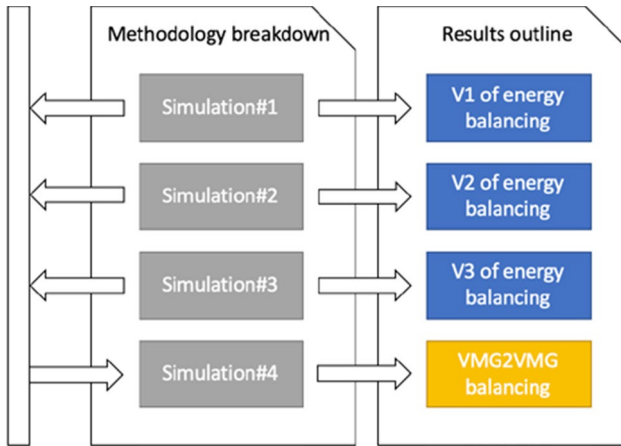 Methodology breakdown
Results outline
Simulation#1
V1 of energy
balancing
Simulation#2
V2 of energy
balancing
Simulation#3
V3 of energy
balancing
Simulation#4
VMG2VMG
balancing